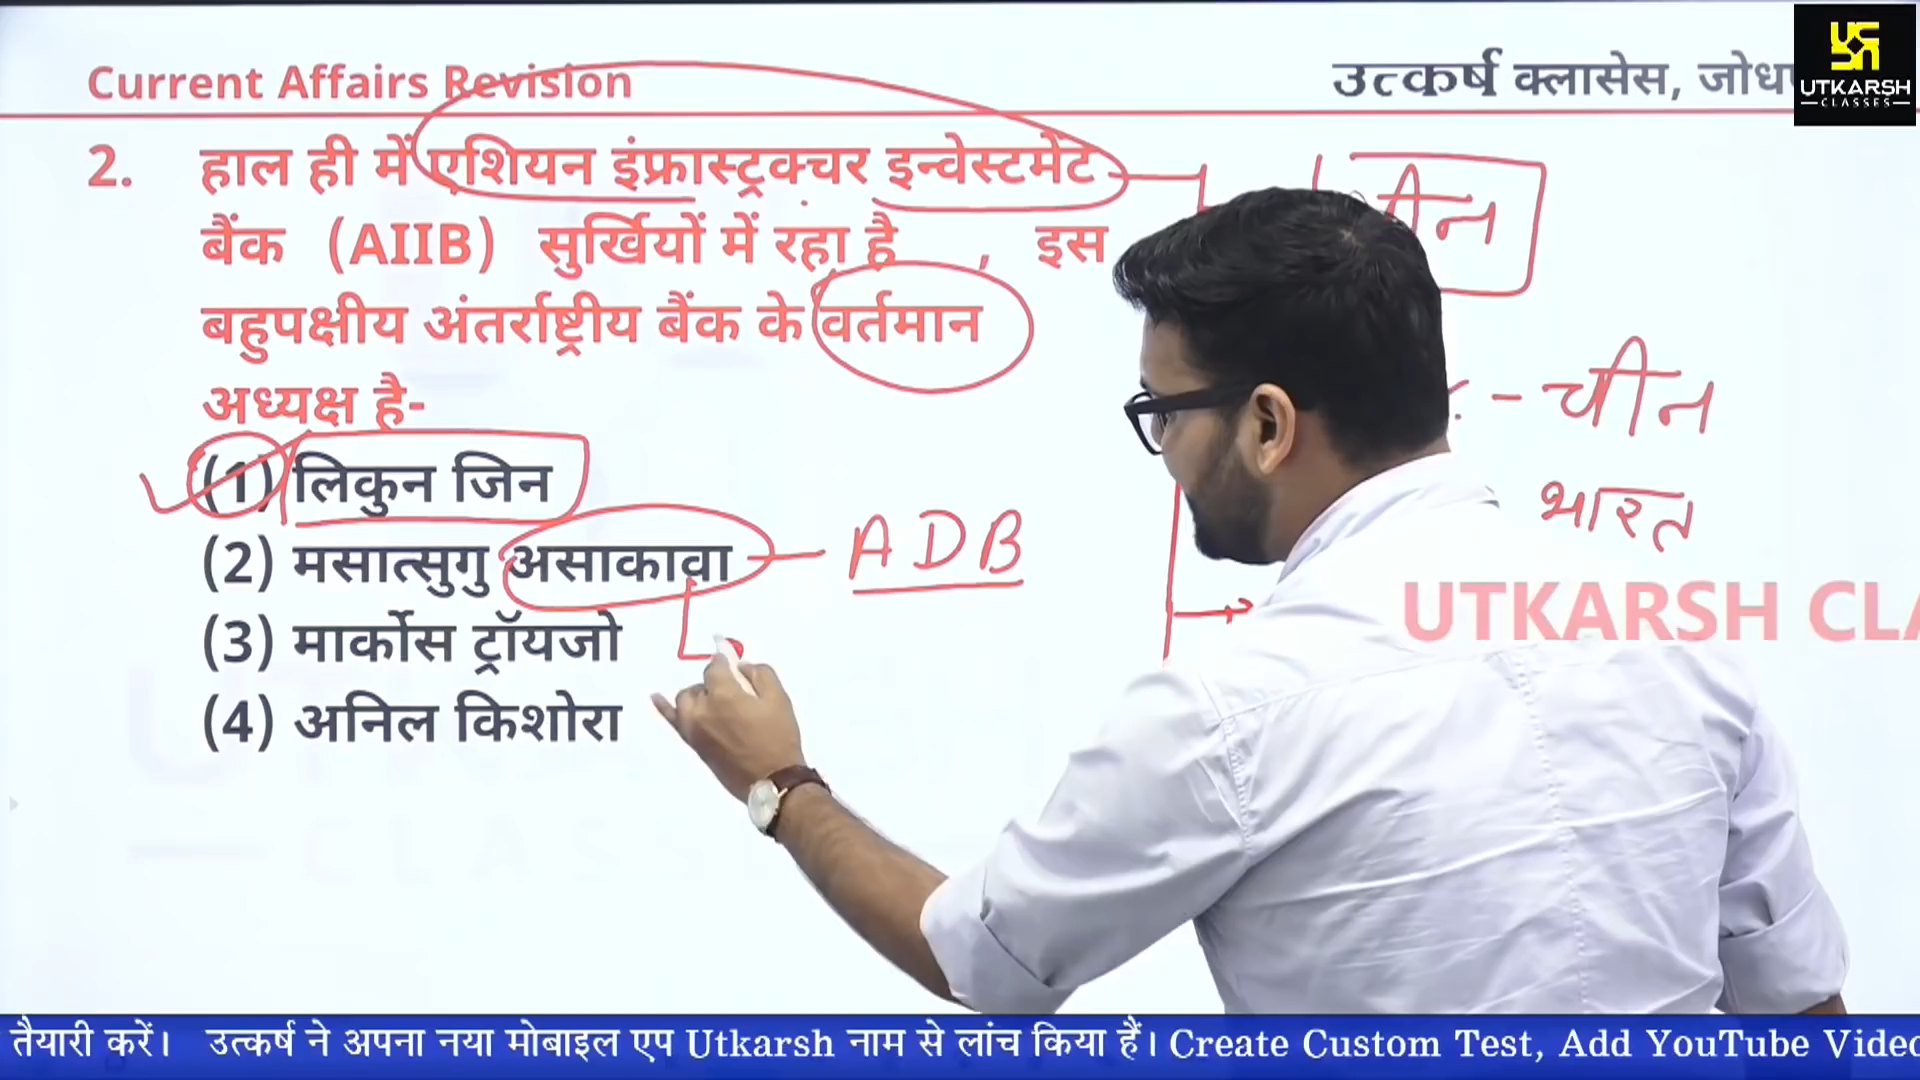 Current Affairs Revision
उत्कर्ष क्लासेस,
UTKARSH
CLASSES
2. हाल ही में एशियन इंफ्रास्ट्रक्चर इन्वेस्टमेंट
बैंक (AIIB) सुर्खियों में रहा है , इस
बहुपक्षीय अंतर्राष्ट्रीय बैंक के वर्तमान
अध्यक्ष है-
(1) लिकुन जिन
(2) मसात्सुगु असाकावा
(3) मार्कोस ट्रॉयजो
(4) अनिल किशोरा
ADB
- चीन
भारत
UTKARSH
तैयारी करें। उत्कर्ष ने अपना नया मोबाइल एप Utkarsh नाम से लांच किया हैं। Create Custom Test, Add YouTube